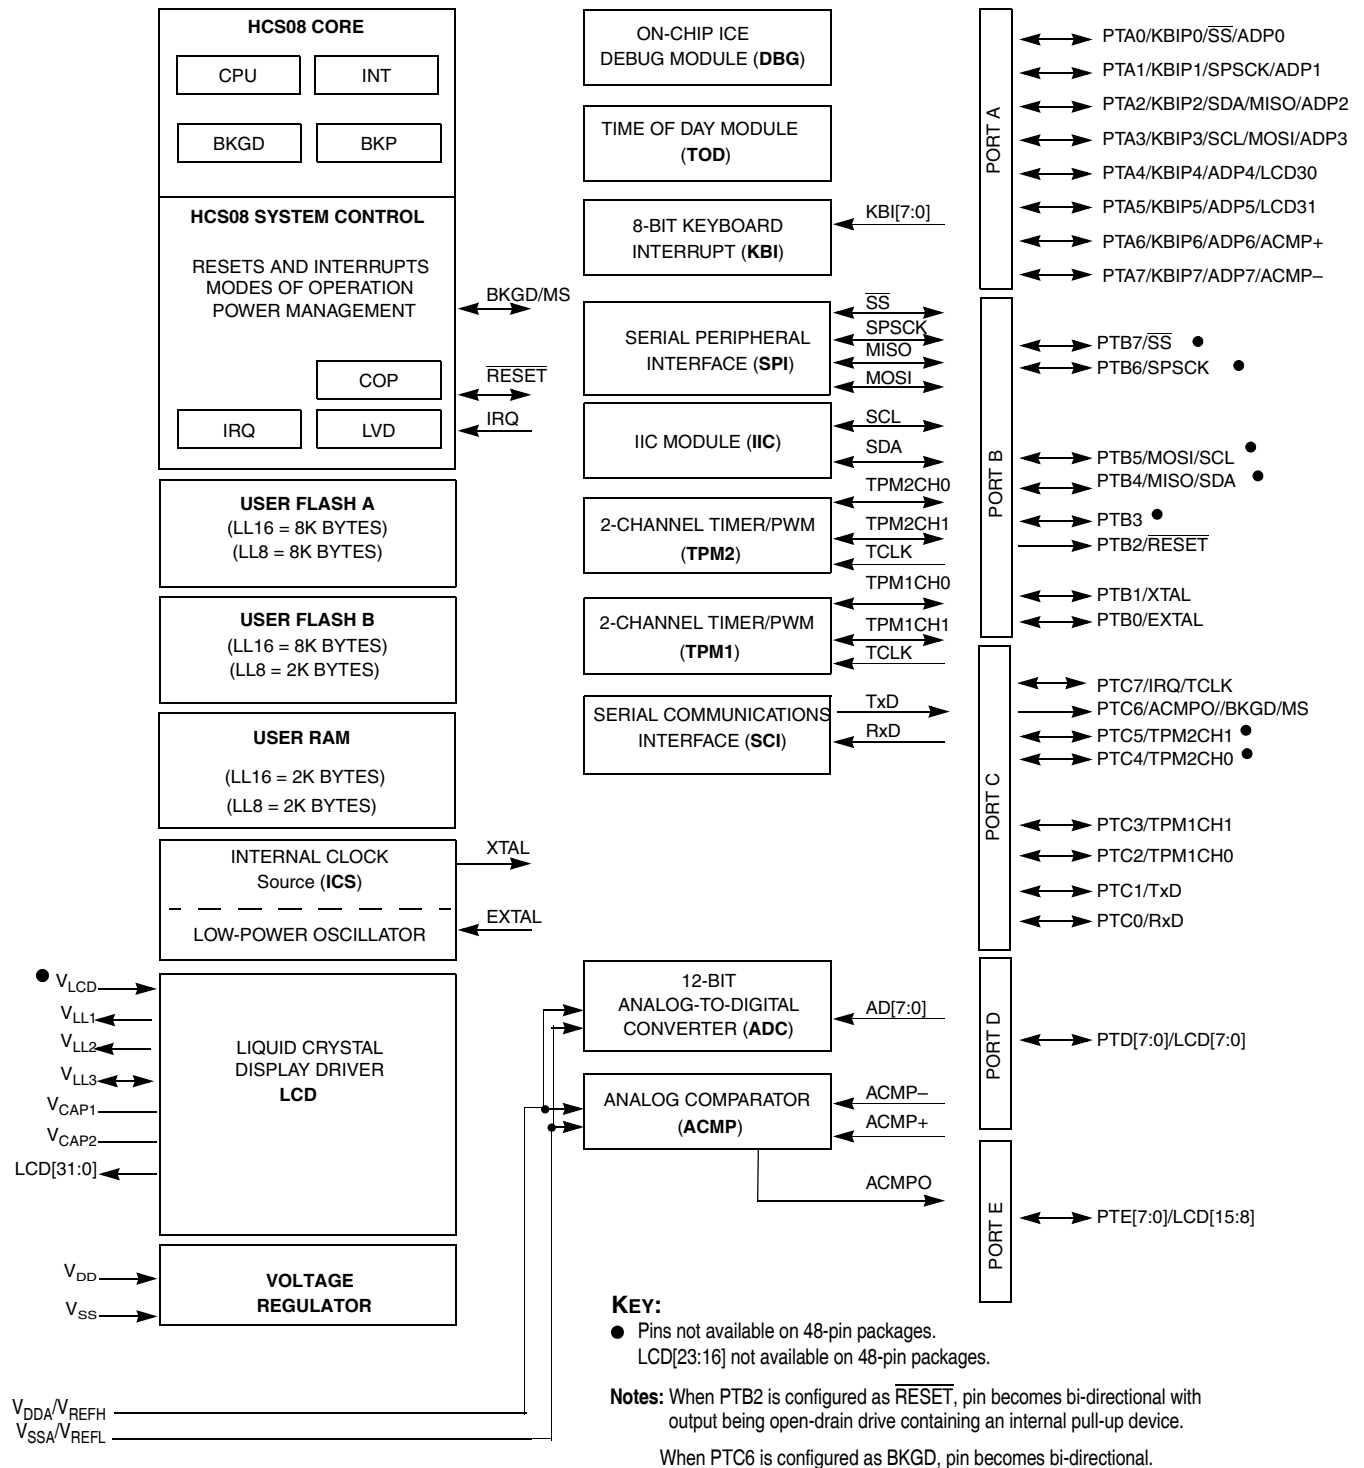 HCS08 CORE
CPU
INT
BKGD
BKP
HCS08 SYSTEM CONTROL
RESETS AND INTERRUPTS
MODES OF OPERATION
POWER MANAGEMENT
COP
IRQ
LVD
BKGD/MS
RESET
IRQ
USER FLASH A
(LL16 = 8K BYTES)
(LL8 = 8K BYTES)
USER FLASH B
(LL16 = 8K BYTES)
(LL8 = 2K BYTES)
USER RAM
(LL16 = 2K BYTES)
(LL8 = 2K BYTES)
INTERNAL CLOCK
Source (ICS)
LOW-POWER OSCILLATOR
XTAL
EXTAL
● VLCD
VLL1
VLL2
VLL3
VCAP1
VCAP2
LCD[31:0]
LIQUID CRYSTAL
DISPLAY DRIVER
LCD
VDD
VSS
VOLTAGE
REGULATOR
VDDA/VREFH
VSSA/VREFL
ON-CHIP ICE
DEBUG MODULE (DBG)
TIME OF DAY MODULE
(TOD)
8-BIT KEYBOARD
INTERRUPT (KBI)
KBI[7:0]
SERIAL PERIPHERAL
INTERFACE (SPI)
SS
SPSCK
MISO
MOSI
IIC MODULE (IIC)
SCL
SDA
2-CHANNEL TIMER/PWM
(TPM2)
TPM2CH0
TPM2CH1
TCLK
2-CHANNEL TIMER/PWM
(TPM1)
TPM1CH0
TPM1CH1
TCLK
SERIAL COMMUNICATIONS
INTERFACE (SCI)
TxD
RxD
12-BIT
ANALOG-TO-DIGITAL
CONVERTER (ADC)
AD[7:0]
ANALOG COMPARATOR
(ACMP)
ACMP–
ACMP+
ACMPO
PORT A
PTA0/KBIP0/SS/ADP0
PTA1/KBIP1/SPSCK/ADP1
PTA2/KBIP2/SDA/MISO/ADP2
PTA3/KBIP3/SCL/MOSI/ADP3
PTA4/KBIP4/ADP4/LCD30
PTA5/KBIP5/ADP5/LCD31
PTA6/KBIP6/ADP6/ACMP+
PTA7/KBIP7/ADP7/ACMP–
PORT B
PTB7/SS ●
PTB6/SPSCK ●
PTB5/MOSI/SCL ●
PTB4/MISO/SDA ●
PTB3 ●
PTB2/RESET
PTB1/XTAL
PTB0/EXTAL
PORT C
PTC7/IRQ/TCLK
PTC6/ACMPO//BKGD/MS
PTC5/TPM2CH1 ●
PTC4/TPM2CH0 ●
PTC3/TPM1CH1
PTC2/TPM1CH0
PTC1/TxD
PTC0/RxD
PORT D
PTD[7:0]/LCD[7:0]
PORT E
PTE[7:0]/LCD[15:8]
KEY:
● Pins not available on 48-pin packages.
LCD[23:16] not available on 48-pin packages.
Notes: When PTB2 is configured as RESET, pin becomes bi-directional with
output being open-drain drive containing an internal pull-up device.
When PTC6 is configured as BKGD, pin becomes bi-directional.